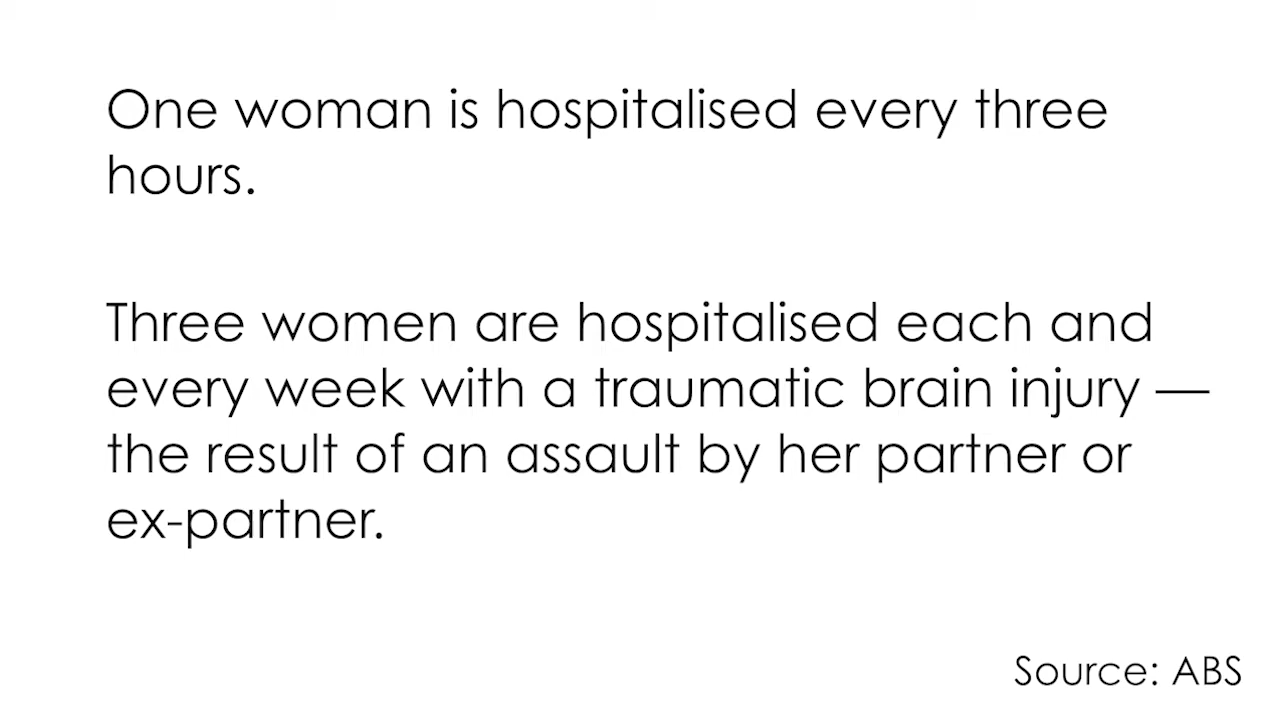 One woman is hospitalised every three
hours.
Three women are hospitalised each and
every week with a traumatic brain injury —
the result of an assault by her partner or
ex-partner.
Source: ABS